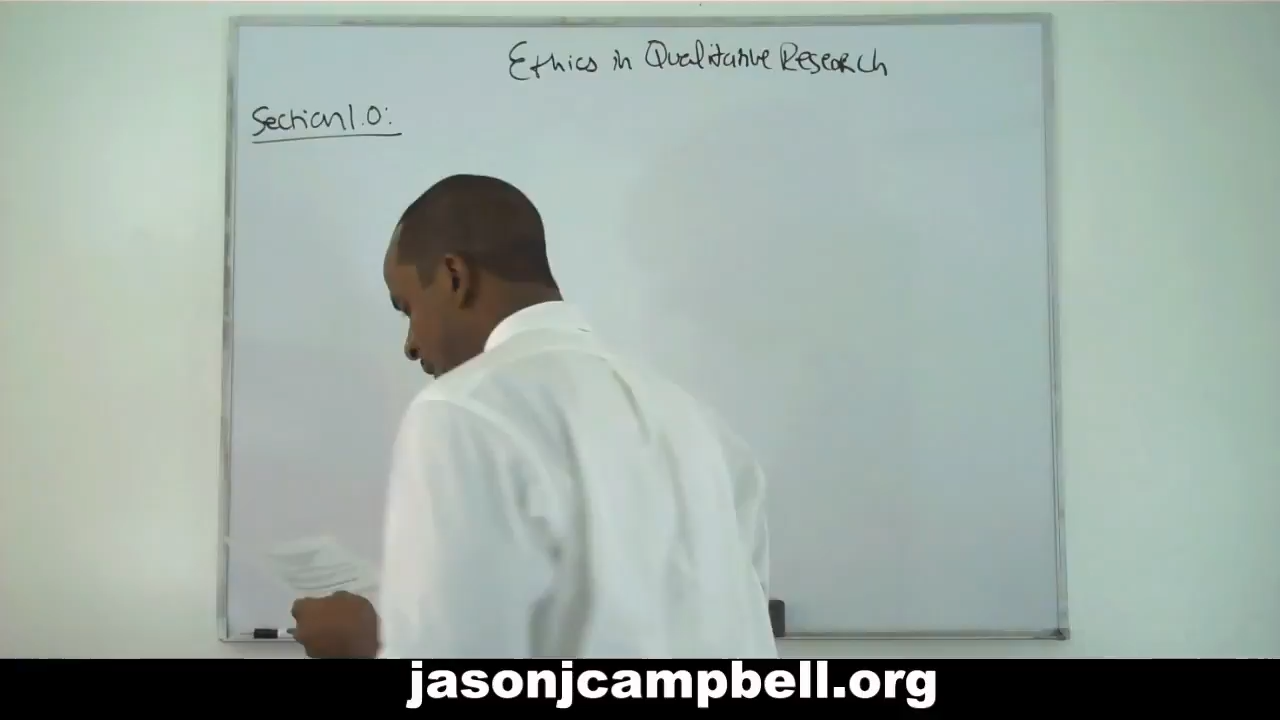 Ethics in Qualitative Research
Section 1.0:
jasonjcampbell.org